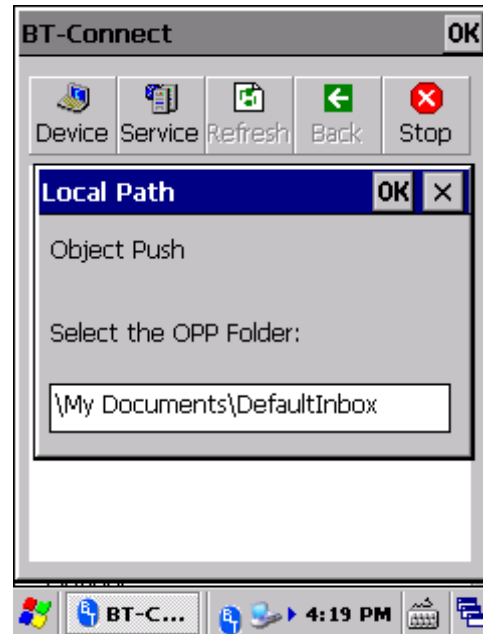 BT-Connect OK
Device Service Refresh Back Stop
Local Path OK
Object Push
Select the OPP Folder:
\My Documents\DefaultInbox
BT-C... 4:19 PM